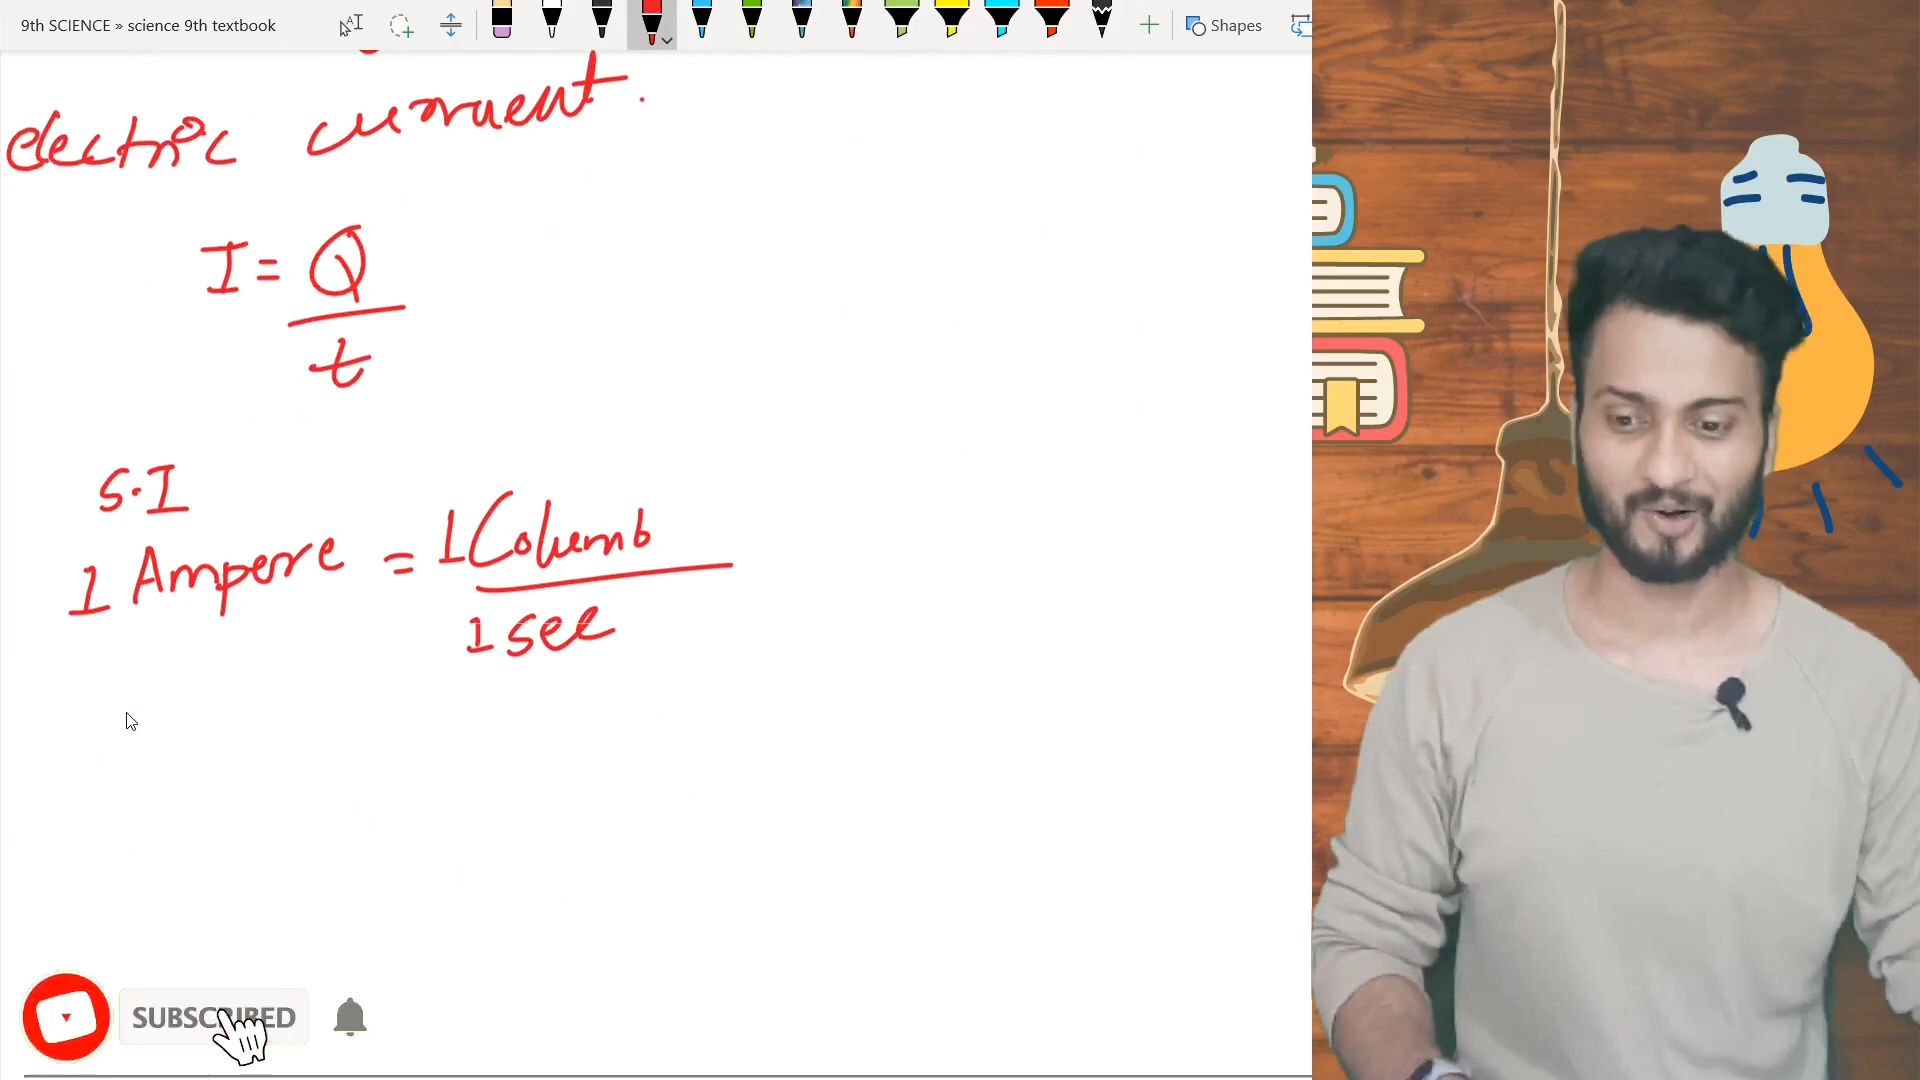 9th SCIENCE » science 9th textbook
Shapes
electric current.
I = Q
t
S.I
1 Ampere = 1 Columb
1 sec
SUBSCRIBED